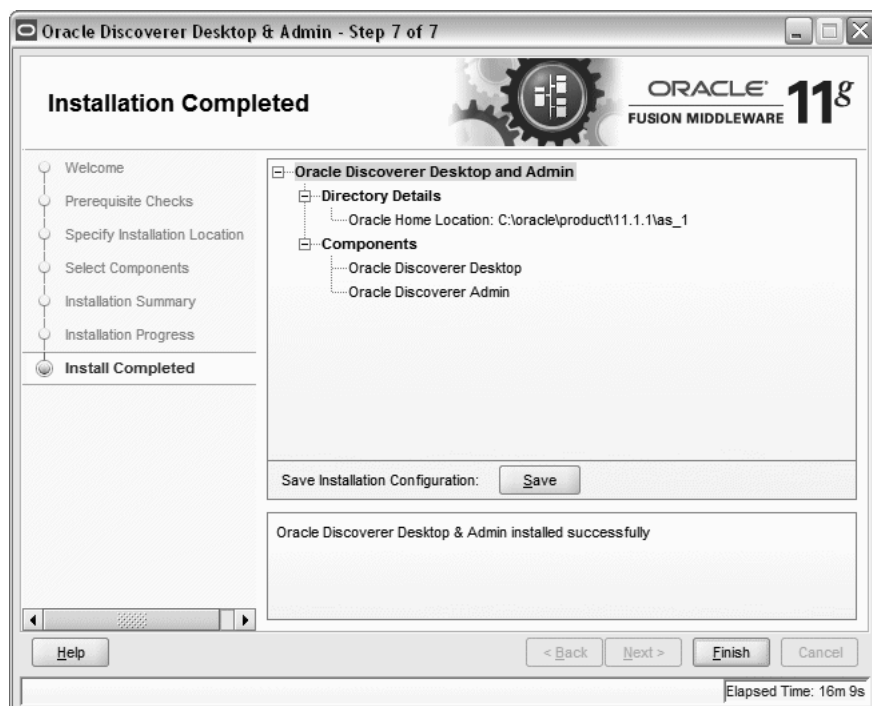 Oracle Discoverer Desktop & Admin - Step 7 of 7
Installation Completed
ORACLE®
FUSION MIDDLEWARE
11g
Welcome
Prerequisite Checks
Specify Installation Location
Select Components
Installation Summary
Installation Progress
Install Completed
Oracle Discoverer Desktop and Admin
Directory Details
Oracle Home Location: C:\oracle\product\11.1.1\as_1
Components
Oracle Discoverer Desktop
Oracle Discoverer Admin
Save Installation Configuration: Save
Oracle Discoverer Desktop & Admin installed successfully
Help < Back Next > Finish Cancel
Elapsed Time: 16m 9s